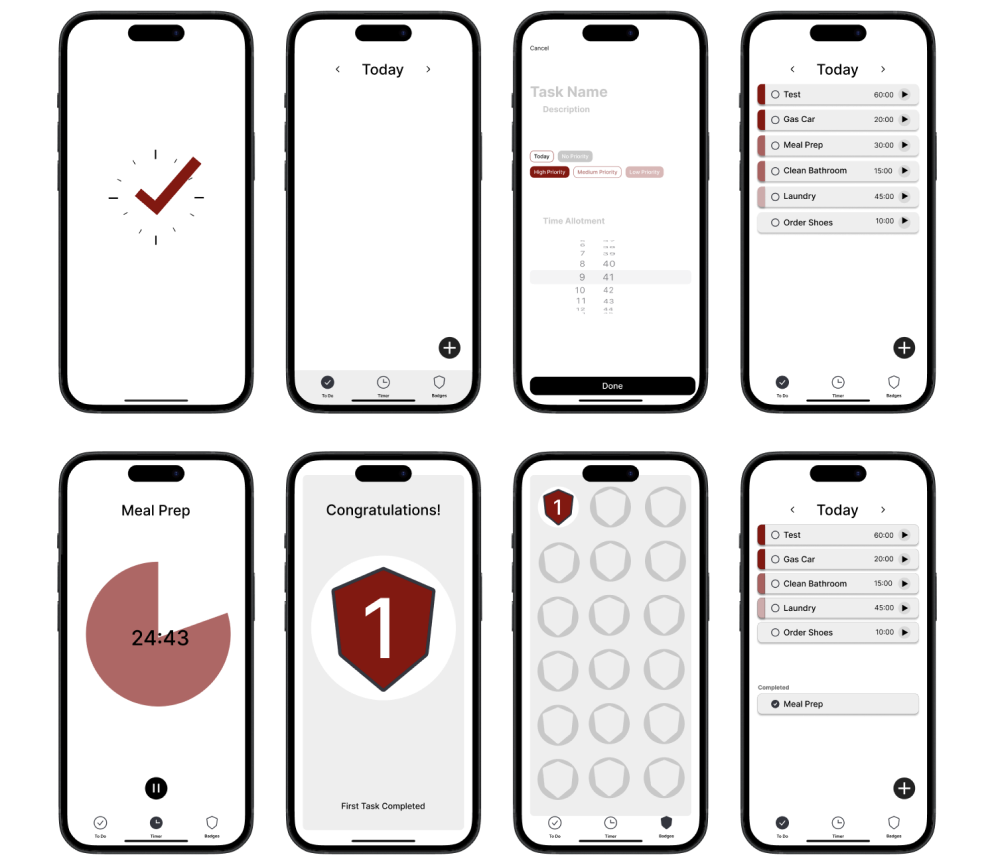 < Today >
To Do Timer Badges
Cancel
Task Name
Description
Today No Priority
High Priority Medium Priority Low Priority
Time Allotment
7
8 40
9 41
10 42
11 43
12 44
Done
< Today >
Test 60:00
Gas Car 20:00
Meal Prep 30:00
Clean Bathroom 15:00
Laundry 45:00
Order Shoes 10:00
To Do Timer Badges
Meal Prep
24:43
To Do Timer Badges
Congratulations!
1
First Task Completed
1
To Do Timer Badges
< Today >
Test 60:00
Gas Car 20:00
Clean Bathroom 15:00
Laundry 45:00
Order Shoes 10:00
Completed
Meal Prep
To Do Timer Badges